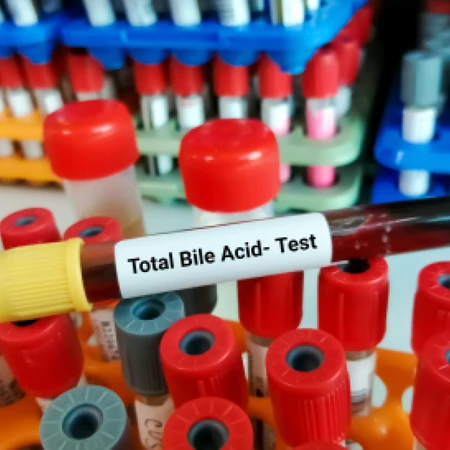 Total Bile Acid- Test